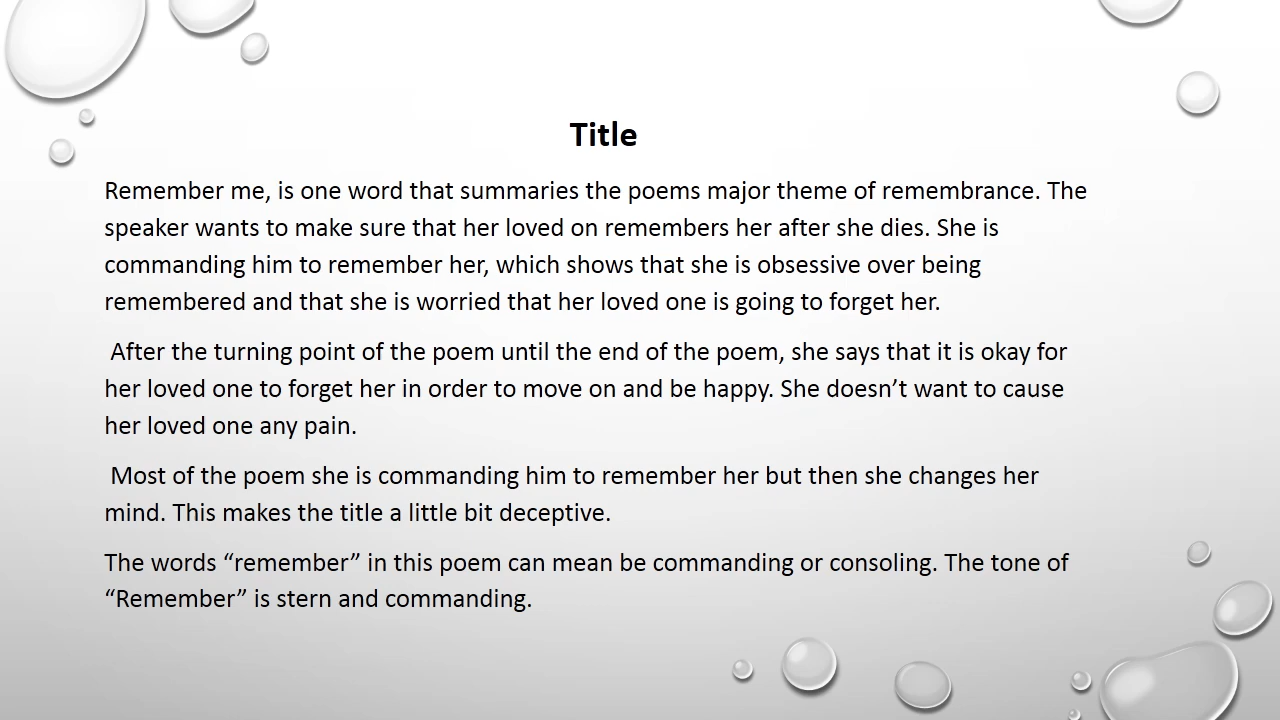 Title
Remember me, is one word that summaries the poems major theme of remembrance. The
speaker wants to make sure that her loved on remembers her after she dies. She is
commanding him to remember her, which shows that she is obsessive over being
remembered and that she is worried that her loved one is going to forget her.
After the turning point of the poem until the end of the poem, she says that it is okay for
her loved one to forget her in order to move on and be happy. She doesn’t want to cause
her loved one any pain.
Most of the poem she is commanding him to remember her but then she changes her
mind. This makes the title a little bit deceptive.
The words “remember” in this poem can mean be commanding or consoling. The tone of
“Remember” is stern and commanding.